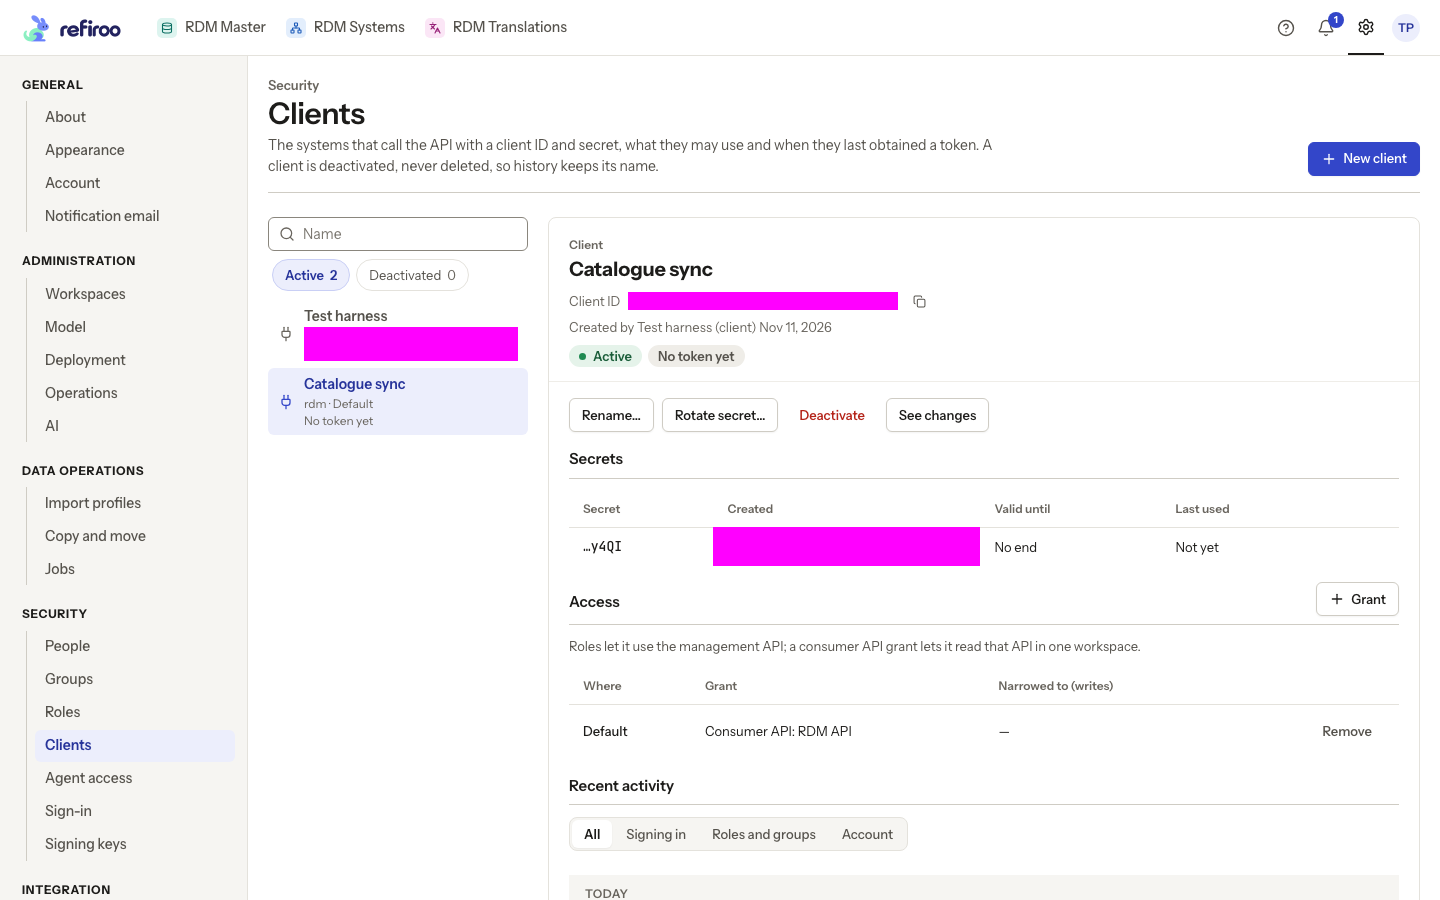 refiroo
RDM Master
RDM Systems
RDM Translations
1
TP
GENERAL
About
Appearance
Account
Notification email
ADMINISTRATION
Workspaces
Model
Deployment
Operations
AI
DATA OPERATIONS
Import profiles
Copy and move
Jobs
SECURITY
People
Groups
Roles
Clients
Agent access
Sign-in
Signing keys
INTEGRATION
Security
Clients
The systems that call the API with a client ID and secret, what they may use and when they last obtained a token. A
client is deactivated, never deleted, so history keeps its name.
New client
Name
Active 2
Deactivated 0
Test harness
Catalogue sync
rdm · Default
No token yet
Client
Catalogue sync
Client ID
Created by Test harness (client) Nov 11, 2026
Active
No token yet
Rename…
Rotate secret…
Deactivate
See changes
Secrets
Secret Created Valid until Last used
…y4QI No end Not yet
Access
Grant
Roles let it use the management API; a consumer API grant lets it read that API in one workspace.
Where Grant Narrowed to (writes)
Default Consumer API: RDM API — Remove
Recent activity
All Signing in Roles and groups Account
TODAY